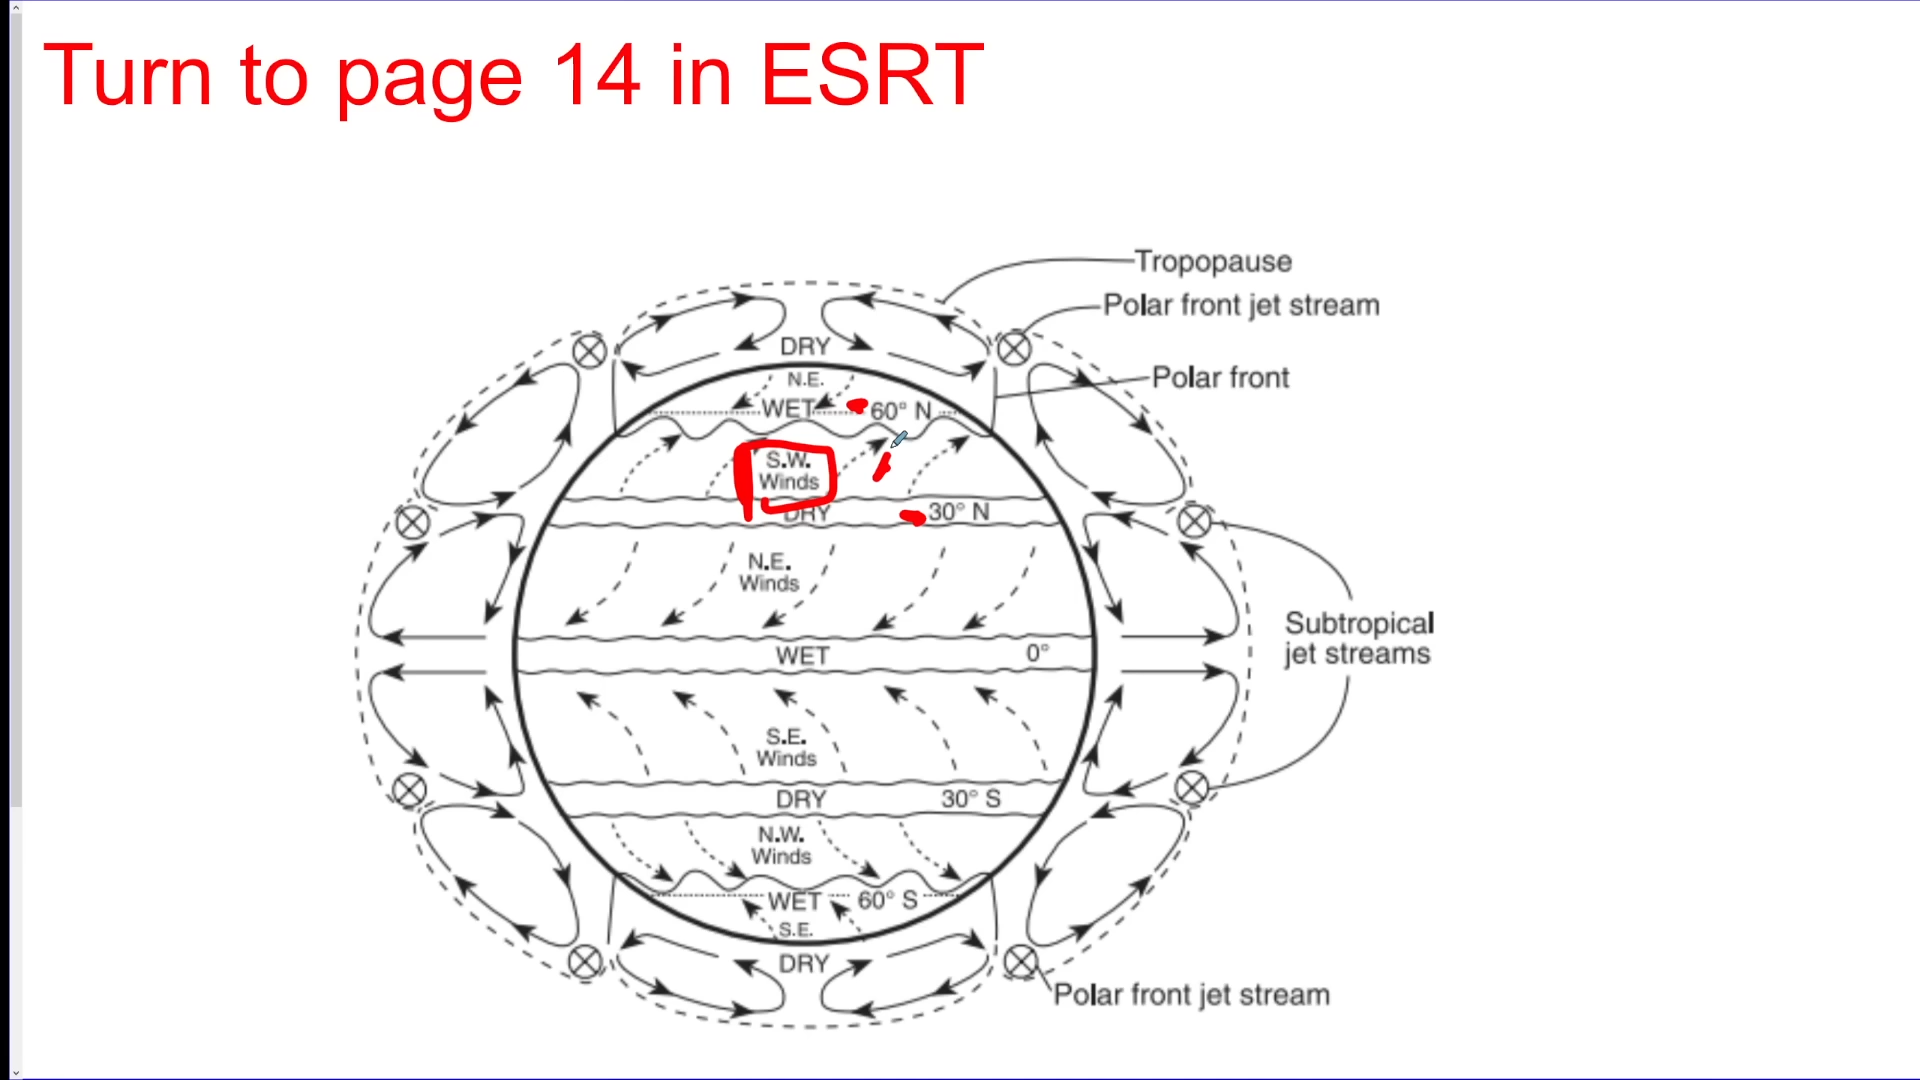 Turn to page 14 in ESRT
Tropopause
Polar front jet stream
DRY
Polar front
N.E.
WET
60° N
S.W.
Winds
DRY
30° N
N.E.
Winds
Subtropical
jet streams
WET
0°
S.E.
Winds
DRY
30° S
N.W.
Winds
WET
60° S
S.E.
DRY
Polar front jet stream